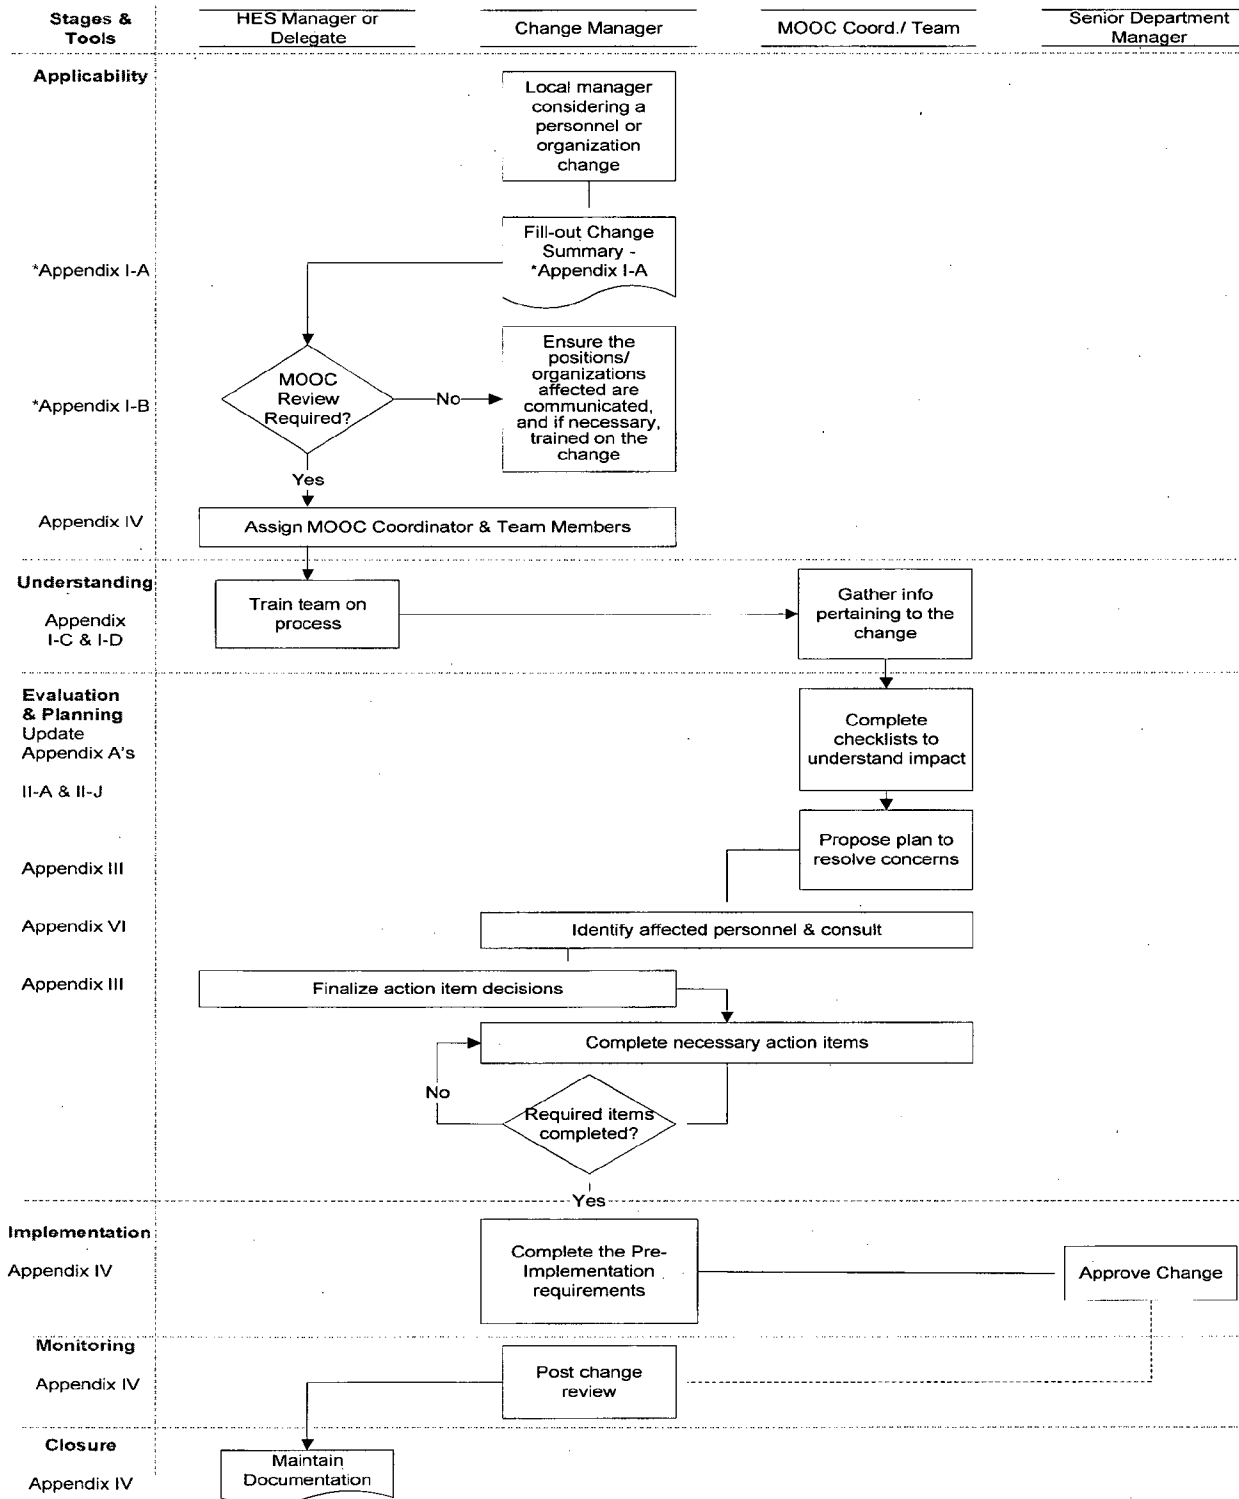 Stages &
Tools
HES Manager or
Delegate
Change Manager
MOOC Coord./ Team
Senior Department
Manager
Applicability
Local manager
considering a
personnel or
organization
change
Fill-out Change
Summary -
*Appendix I-A
*Appendix I-A
MOOC
Review
Required?
No
Ensure the
positions/
organizations
affected are
communicated,
and if necessary,
trained on the
change
*Appendix I-B
Yes
Appendix IV
Assign MOOC Coordinator & Team Members
Understanding
Appendix
I-C & I-D
Train team on
process
Gather info
pertaining to the
change
Evaluation
& Planning
Update
Appendix A's
II-A & II-J
Complete
checklists to
understand impact
Propose plan to
resolve concerns
Appendix III
Appendix VI
Identify affected personnel & consult
Appendix III
Finalize action item decisions
Complete necessary action items
No
Required items
completed?
Yes
Implementation
Appendix IV
Complete the Pre-
Implementation
requirements
Approve Change
Monitoring
Appendix IV
Post change
review
Closure
Appendix IV
Maintain
Documentation